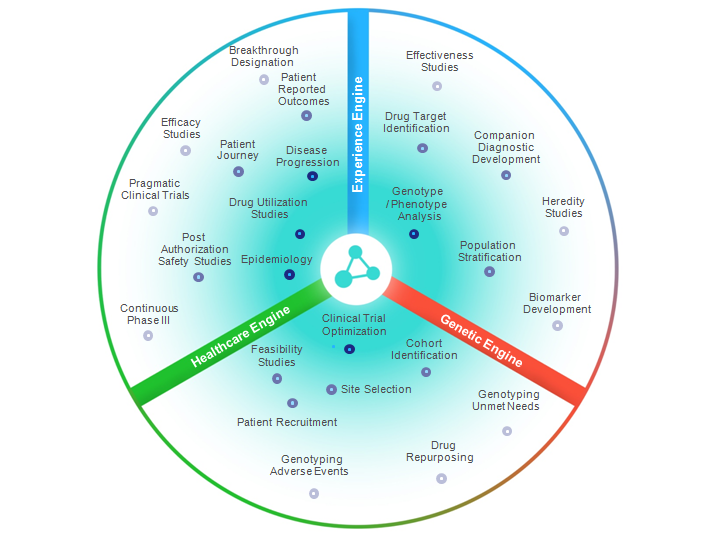 Breakthrough
Designation
Patient
Reported
Outcomes
Efficacy
Studies
Patient
Journey
Disease
Progression
Pragmatic
Clinical Trials
Drug Utilization
Studies
Post
Authorization
Safety Studies
Epidemiology
Continuous
Phase III
Experience Engine
Effectiveness
Studies
Drug Target
Identification
Companion
Diagnostic
Development
Genotype
/Phenotype
Analysis
Heredity
Studies
Population
Stratification
Biomarker
Development
Healthcare Engine
Genetic Engine
Clinical Trial
Optimization
Feasibility
Studies
Cohort
Identification
Site Selection
Patient Recruitment
Genotyping
Unmet Needs
Genotyping
Adverse Events
Drug
Repurposing